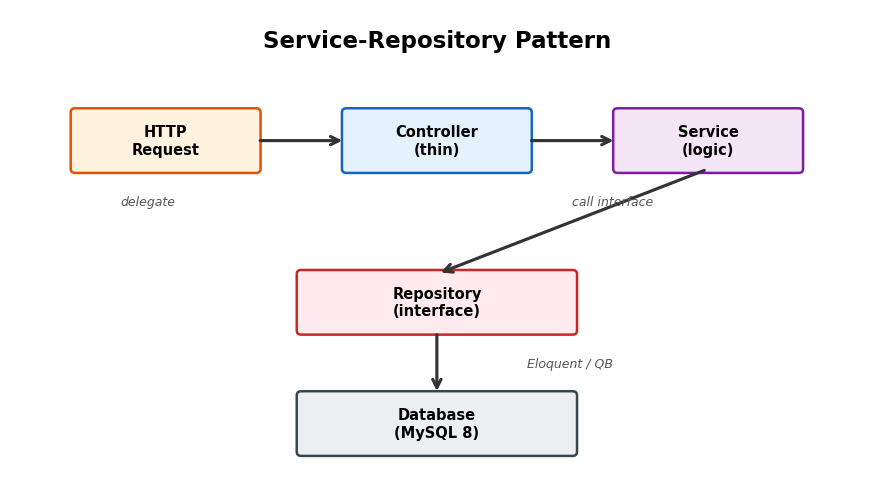 Service-Repository Pattern
HTTP
Request
Controller
(thin)
Service
(logic)
delegate
call interface
Repository
(interface)
Eloquent / QB
Database
(MySQL 8)